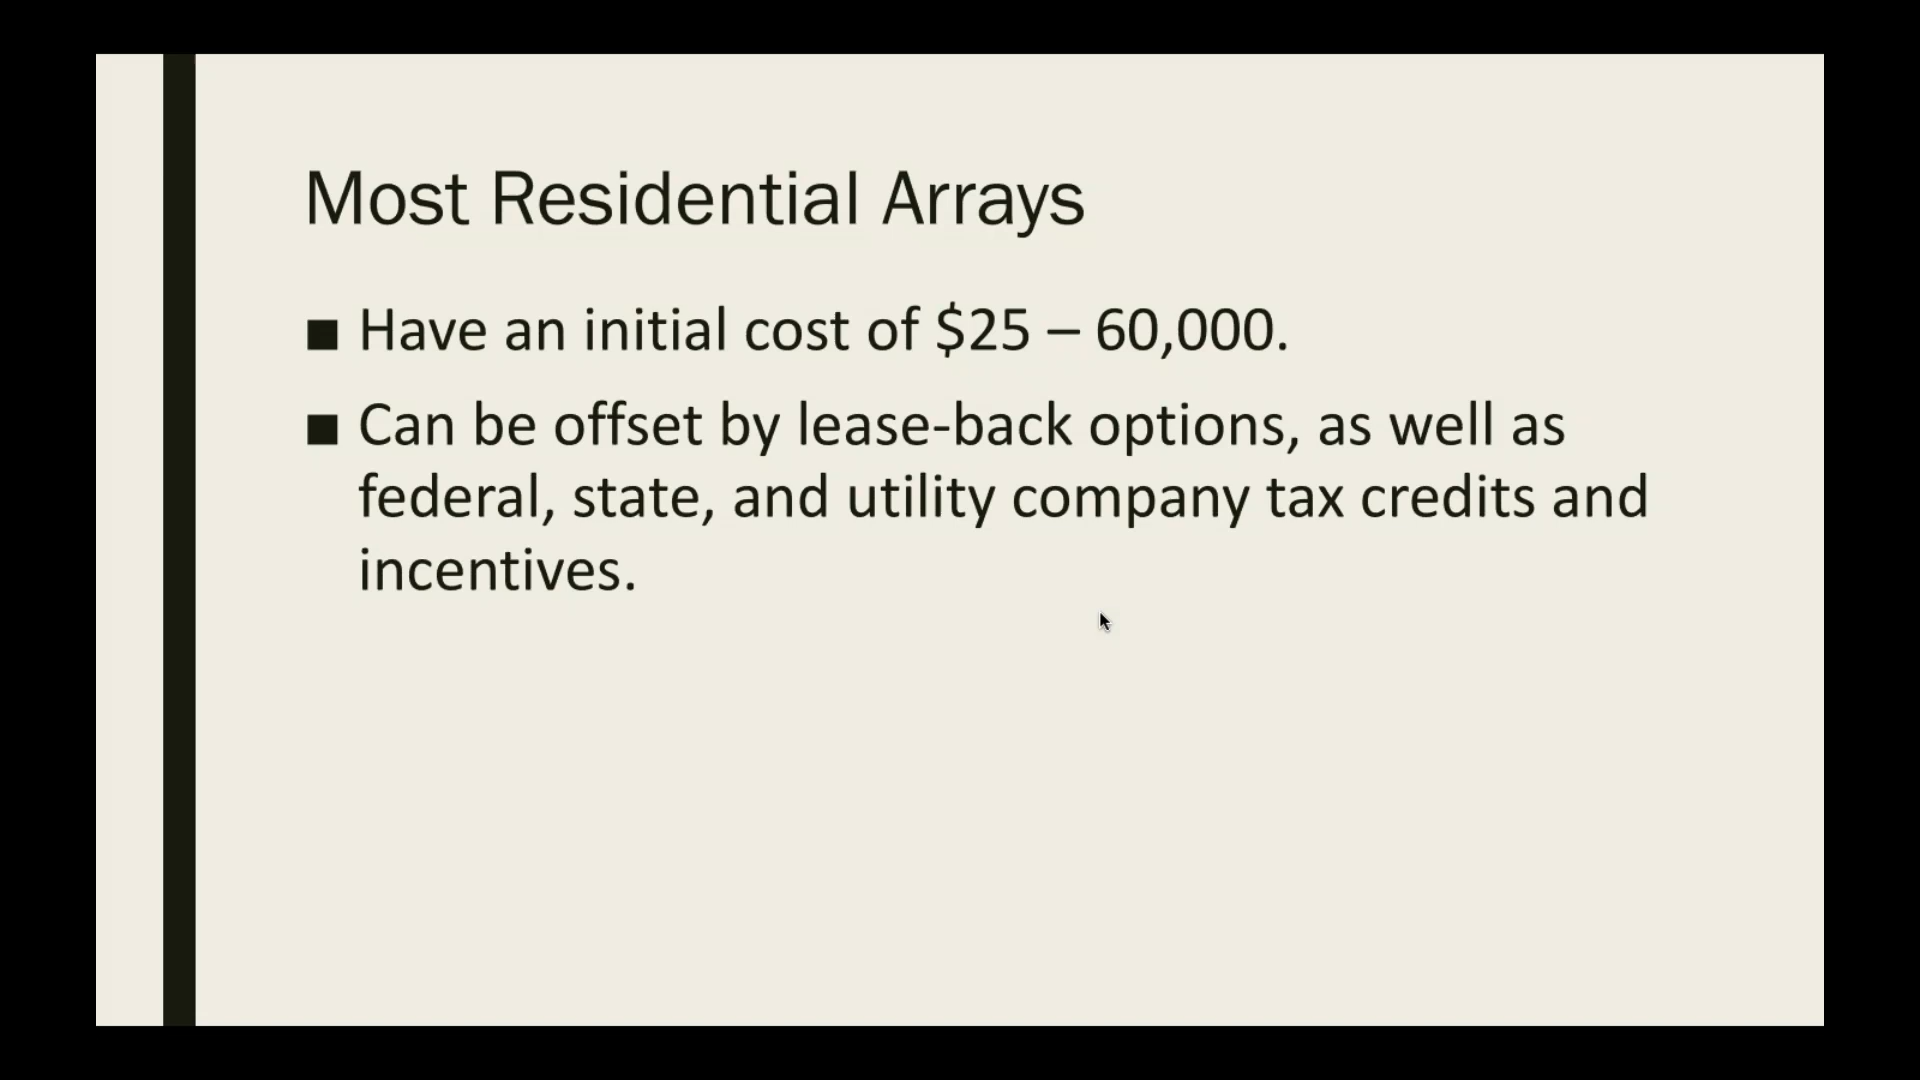 Most Residential Arrays
■ Have an initial cost of $25 – 60,000.
■ Can be offset by lease-back options, as well as
federal, state, and utility company tax credits and
incentives.